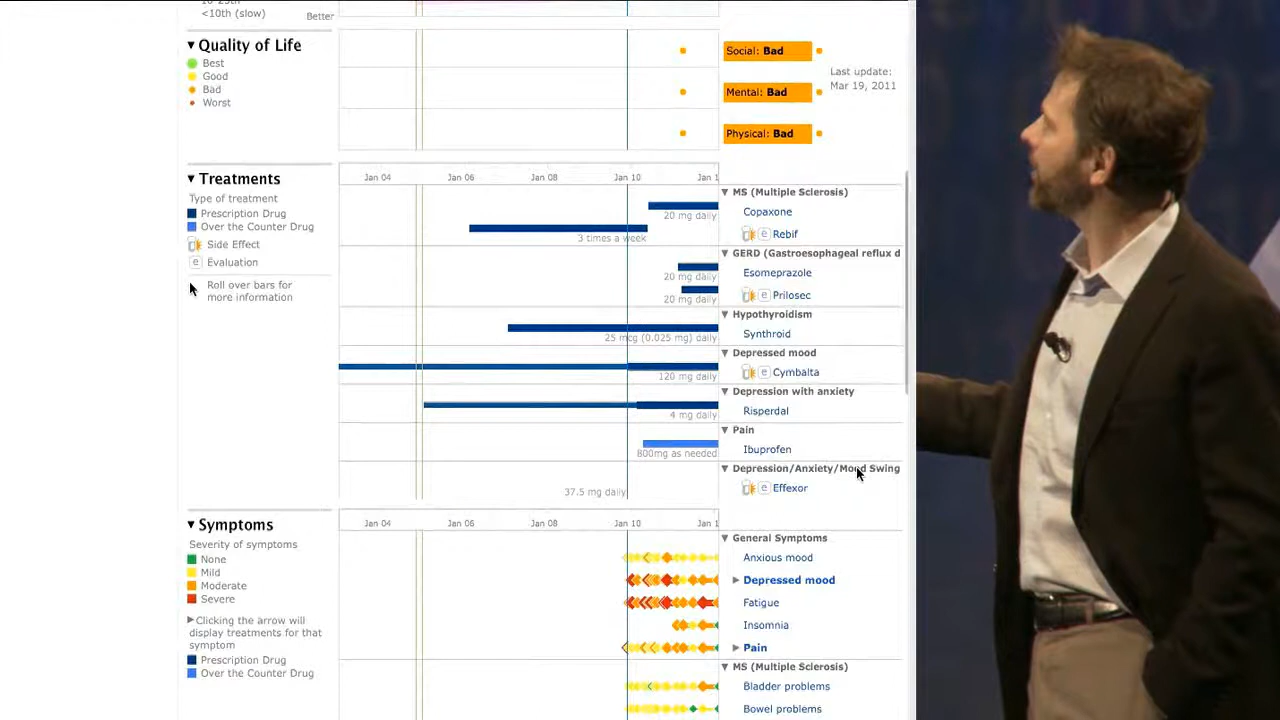 <10th (slow)
Better
Quality of Life
Best
Good
Bad
Worst
Social: Bad
Mental: Bad
Physical: Bad
Last update:
Mar 19, 2011
Treatments
Type of treatment
Prescription Drug
Over the Counter Drug
Side Effect
e Evaluation
Roll over bars for
more information
Jan 04 Jan 06 Jan 08 Jan 10 Jan 1
20 mg daily
3 times a week
20 mg daily
20 mg daily
25 mcg (0.025 mg) daily
120 mg daily
4 mg daily
800mg as needed
37.5 mg daily
MS (Multiple Sclerosis)
Copaxone
e Rebif
GERD (Gastroesophageal reflux d
Esomeprazole
e Prilosec
Hypothyroidism
Synthroid
Depressed mood
e Cymbalta
Depression with anxiety
Risperdal
Pain
Ibuprofen
Depression/Anxiety/Mood Swing
e Effexor
Symptoms
Severity of symptoms
None
Mild
Moderate
Severe
Clicking the arrow will
display treatments for that
symptom
Prescription Drug
Over the Counter Drug
Jan 04 Jan 06 Jan 08 Jan 10 Jan 1
General Symptoms
Anxious mood
Depressed mood
Fatigue
Insomnia
Pain
MS (Multiple Sclerosis)
Bladder problems
Bowel problems